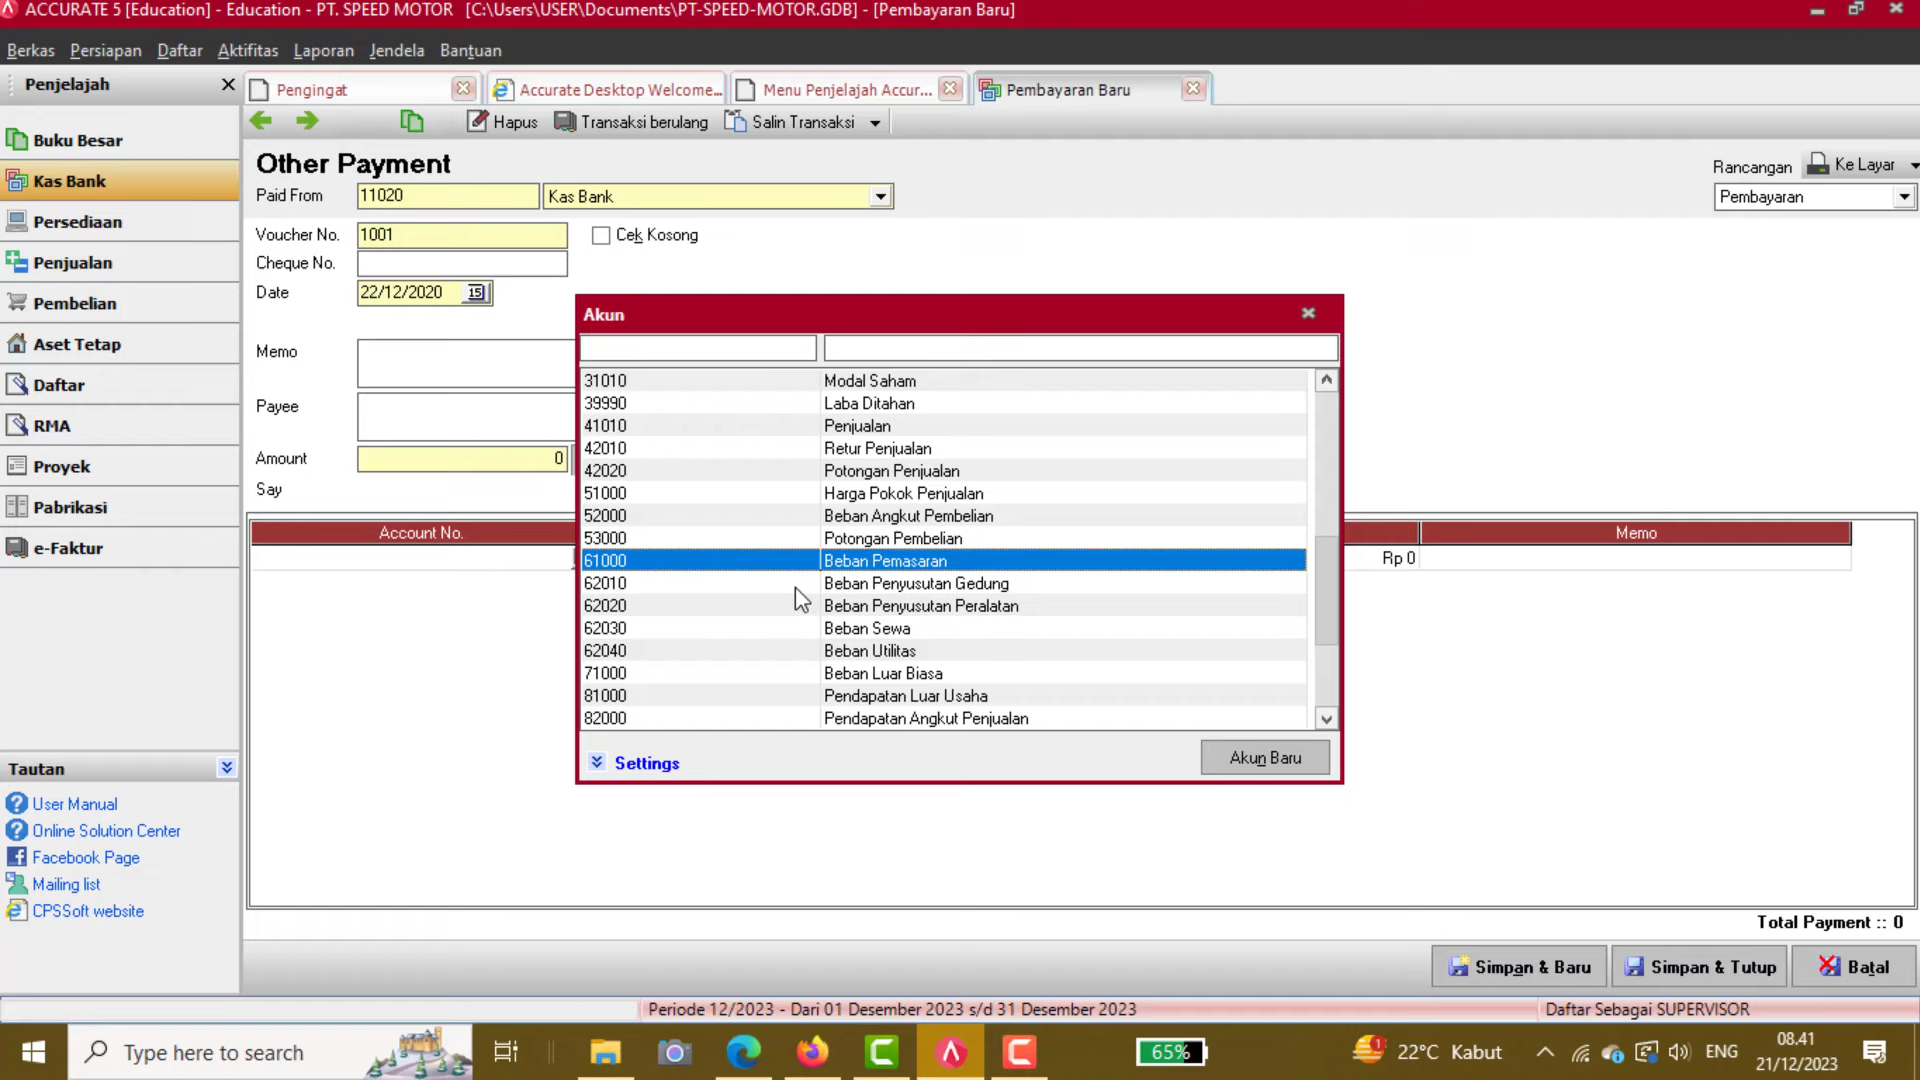 ACCURATE 5 [Education] - Education - PT. SPEED MOTOR [C:\Users\USER\Documents\PT-SPEED-MOTOR.GDB] - [Pembayaran Baru]
Berkas Persiapan Daftar Aktifitas Laporan Jendela Bantuan
Penjelajah
Pengingat
Accurate Desktop Welcome...
Menu Penjelajah Accur...
Pembayaran Baru
Hapus
Transaksi berulang
Salin Transaksi
Buku Besar
Kas Bank
Persediaan
Penjualan
Pembelian
Aset Tetap
Daftar
RMA
Proyek
Pabrikasi
e-Faktur
Tautan
User Manual
Online Solution Center
Facebook Page
Mailing list
CPSSoft website
Other Payment
Rancangan
Ke Layar
Pembayaran
Paid From 11020 Kas Bank
Voucher No. 1001
Cek Kosong
Cheque No.
Date 22/12/2020 15
Memo
Payee
Amount 0
Say
Account No.
Memo
Rp 0
Akun
31010 Modal Saham
39990 Laba Ditahan
41010 Penjualan
42010 Retur Penjualan
42020 Potongan Penjualan
51000 Harga Pokok Penjualan
52000 Beban Angkut Pembelian
53000 Potongan Pembelian
61000 Beban Pemasaran
62010 Beban Penyusutan Gedung
62020 Beban Penyusutan Peralatan
62030 Beban Sewa
62040 Beban Utilitas
71000 Beban Luar Biasa
81000 Pendapatan Luar Usaha
82000 Pendapatan Angkut Penjualan
Settings
Akun Baru
Total Payment :: 0
Simpan & Baru
Simpan & Tutup
Batal
Periode 12/2023 - Dari 01 Desember 2023 s/d 31 Desember 2023
Daftar Sebagai SUPERVISOR
Type here to search
65%
1
22°C Kabut
ENG
08.41
21/12/2023